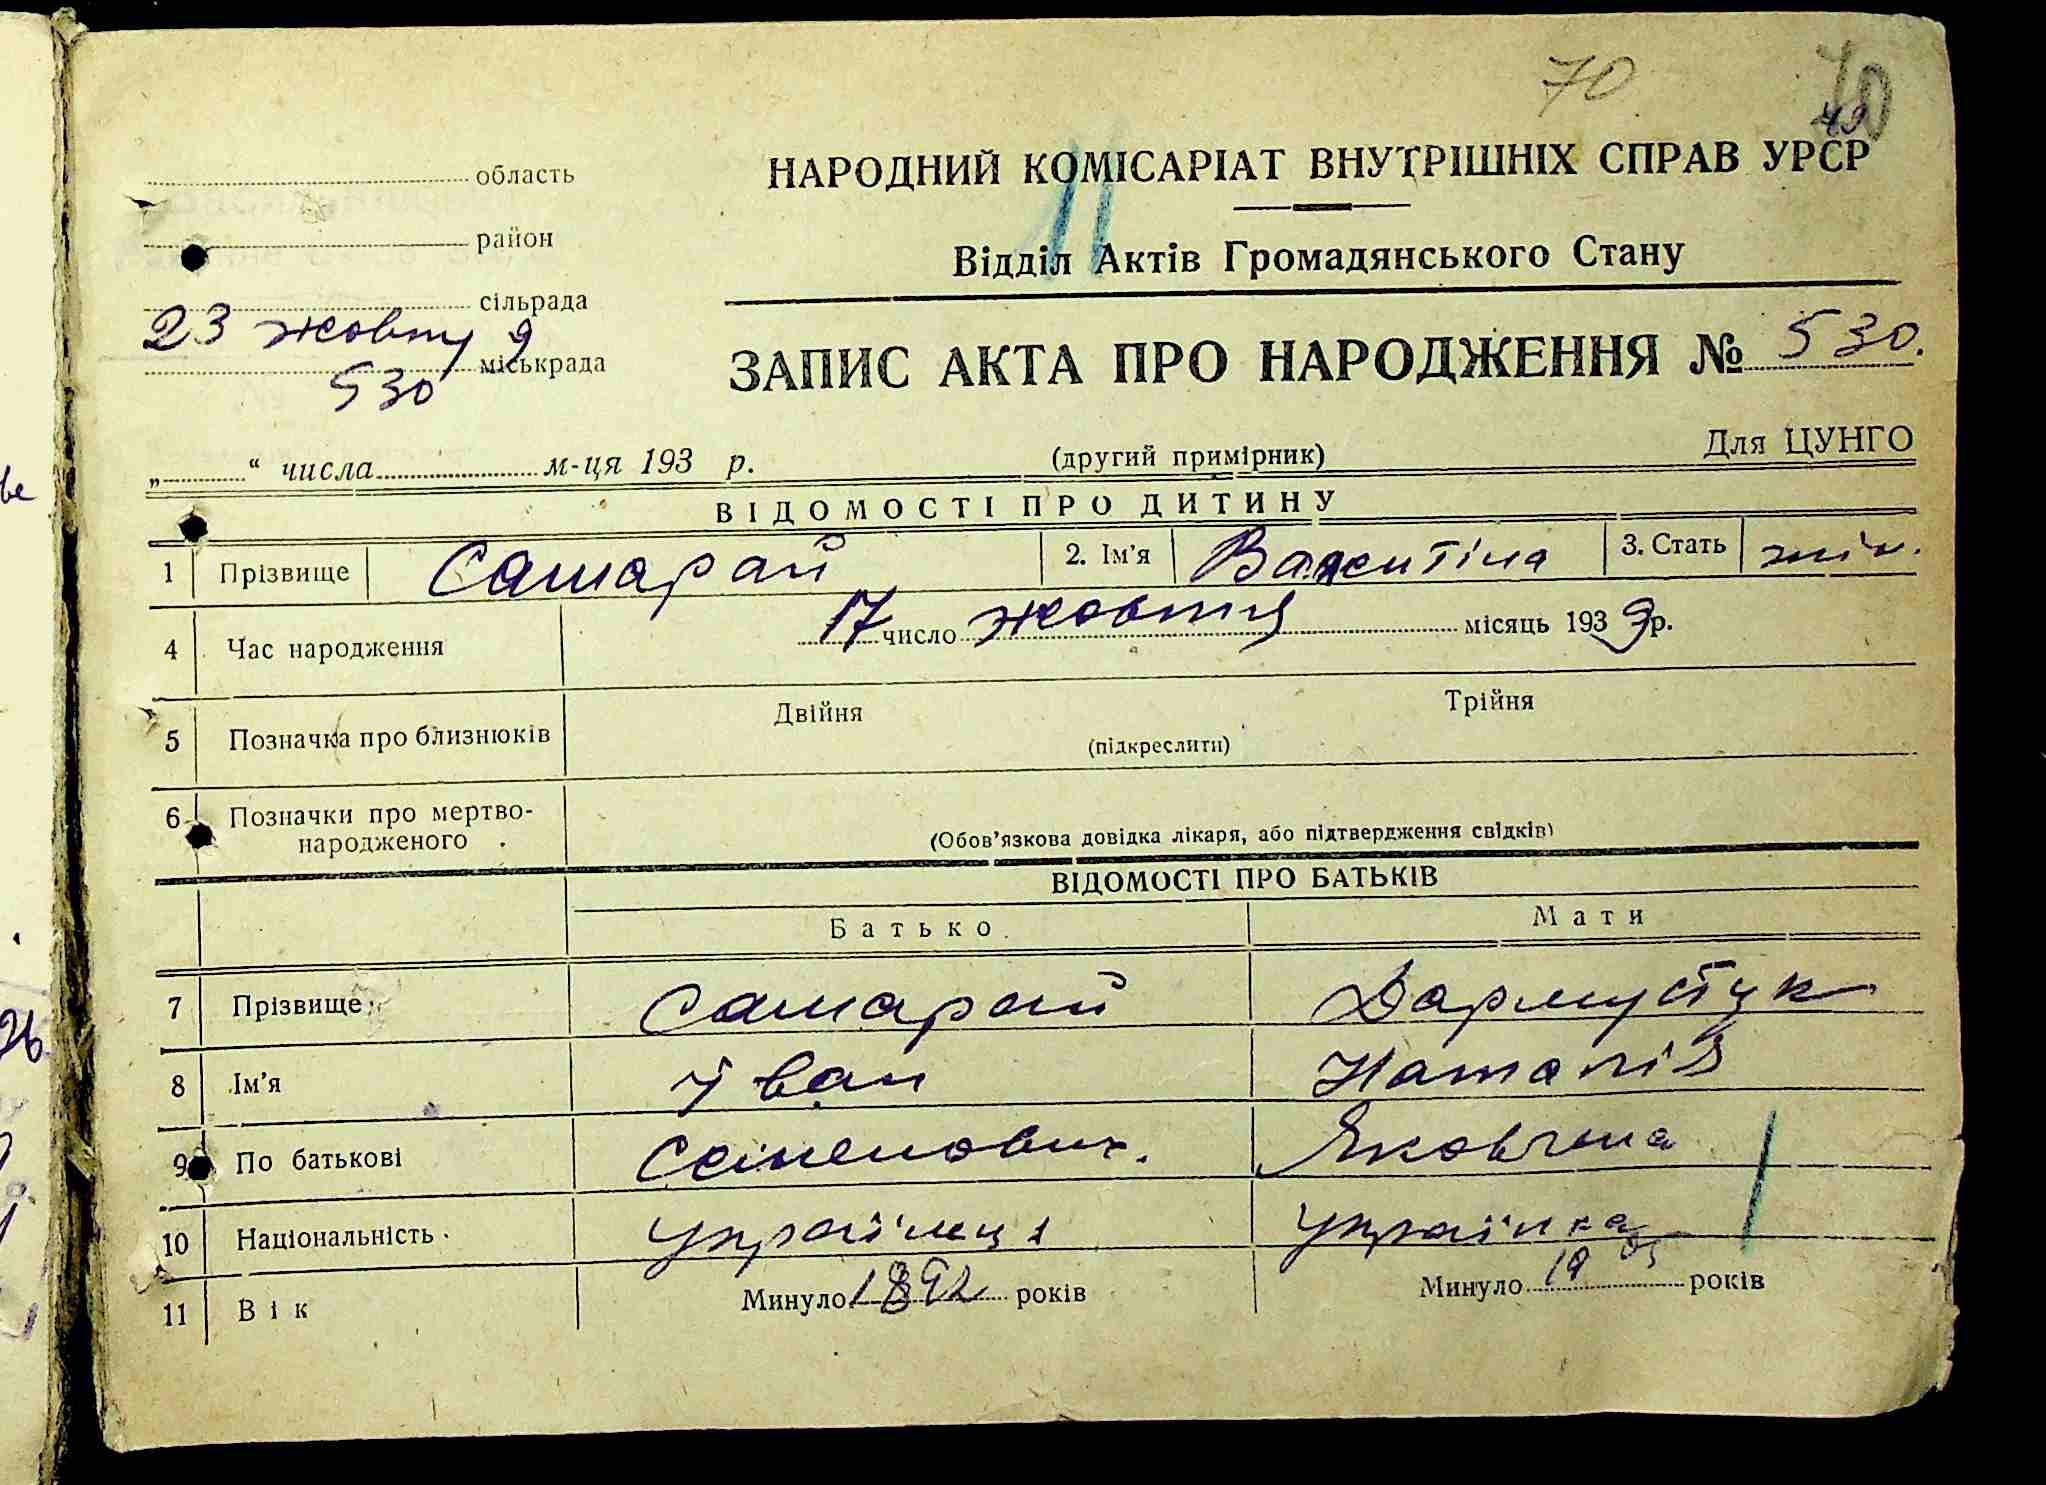 70
70
49
область
район
сільрада
23 жовтня
міськрада
530
НАРОДНИЙ КОМІСАРІАТ ВНУТРІШНІХ СПРАВ УРСР
Відділ Актів Громадянського Стану
ЗАПИС АКТА ПРО НАРОДЖЕННЯ № 530.
„ “ числа м-ця 193 р.
(другий примірник)
Для ЦУНГО
ВІДОМОСТІ ПРО ДИТИНУ
1 Прізвище Самарай 2. Ім’я Валентіна 3. Стать жін.
4 Час народження 17 число жовтня місяць 1939 р.
5 Позначка про близнюків Двійня Трійня
(підкреслити)
6 Позначки про мертво-
народженого
(Обов’язкова довідка лікаря, або підтвердження свідків)
ВІДОМОСТІ ПРО БАТЬКІВ
Батько Мати
7 Прізвище Самарай
8 Ім’я Іван Наталія
9 По батькові Яковлена
10 Національність українец українка
11 Вік Минуло 1892 років Минуло 1905 років